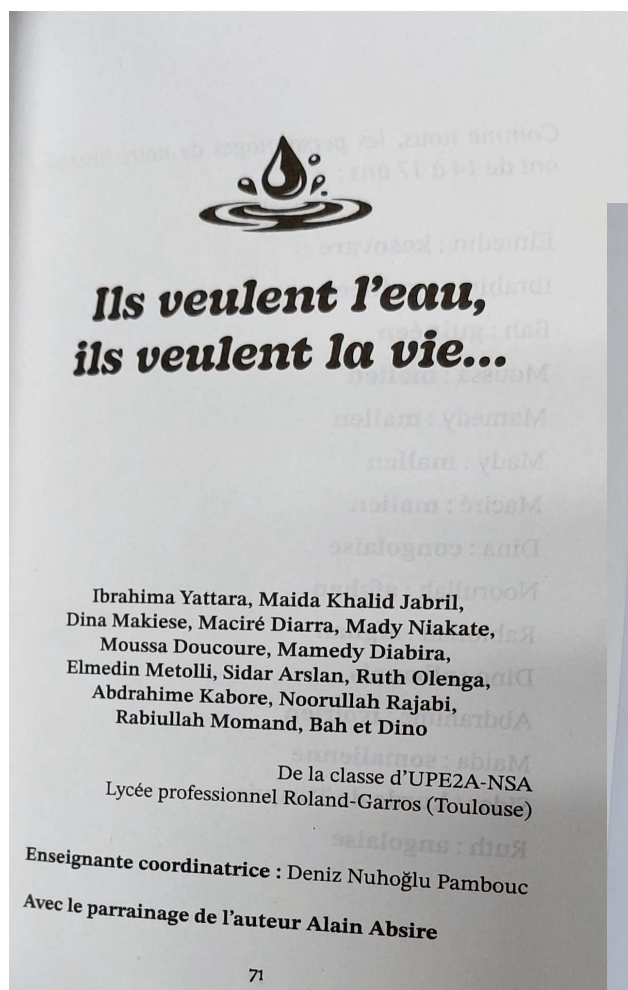 Ils veulent l'eau,
ils veulent la vie...
Ibrahima Yattara, Maida Khalid Jabril,
Dina Makiese, Maciré Diarra, Mady Niakate,
Moussa Doucoure, Mamedy Diabira,
Elmedin Metolli, Sidar Arslan, Ruth Olenga,
Abdrahime Kabore, Noorullah Rajabi,
Rabiullah Momand, Bah et Dino
De la classe d'UPE2A-NSA
Lycée professionnel Roland-Garros (Toulouse)
Enseignante coordinatrice : Deniz Nuhoğlu Pambouc
Avec le parrainage de l'auteur Alain Absire
71